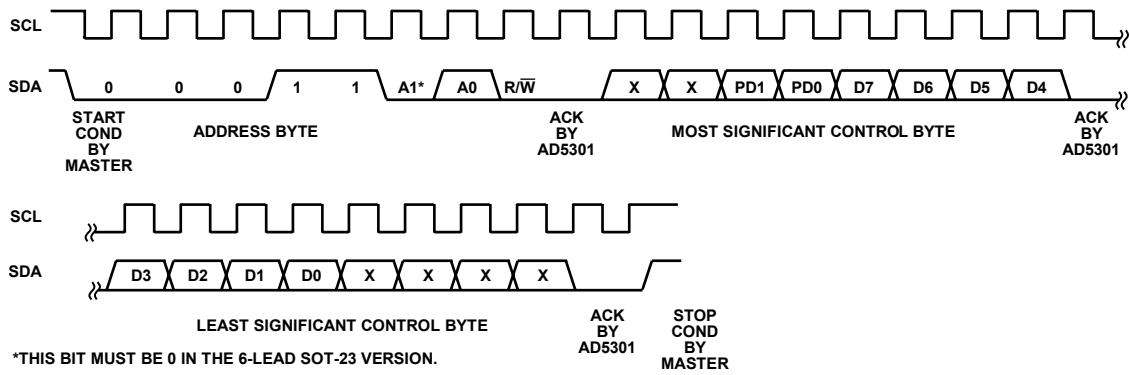 SCL
SDA 0 0 0 1 1 A1* A0 R/W̅ X X PD1 PD0 D7 D6 D5 D4
START COND BY MASTER
ADDRESS BYTE
ACK BY AD5301
MOST SIGNIFICANT CONTROL BYTE
ACK BY AD5301
SCL
SDA D3 D2 D1 D0 X X X X
LEAST SIGNIFICANT CONTROL BYTE
ACK BY AD5301
STOP COND BY MASTER
*THIS BIT MUST BE 0 IN THE 6-LEAD SOT-23 VERSION.